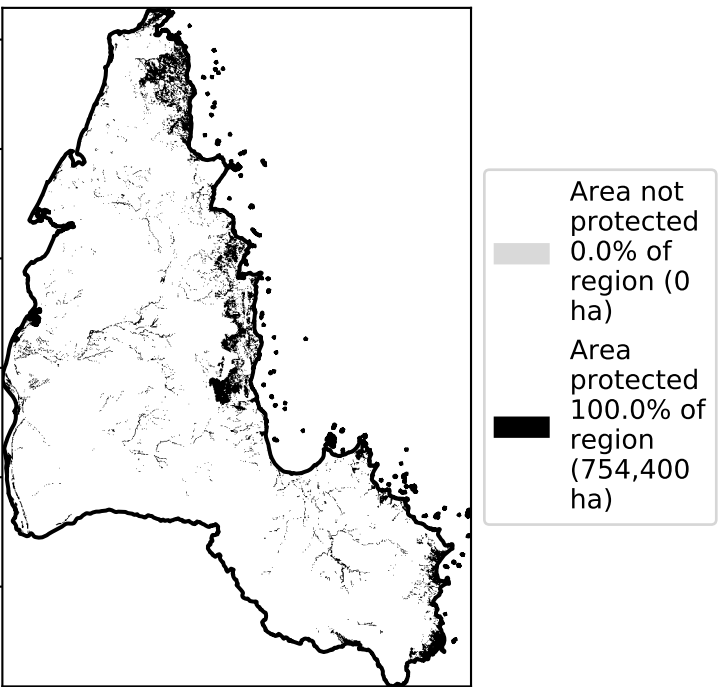 Area not
protected
0.0% of
region (0
ha)
Area
protected
100.0% of
region
(754,400
ha)